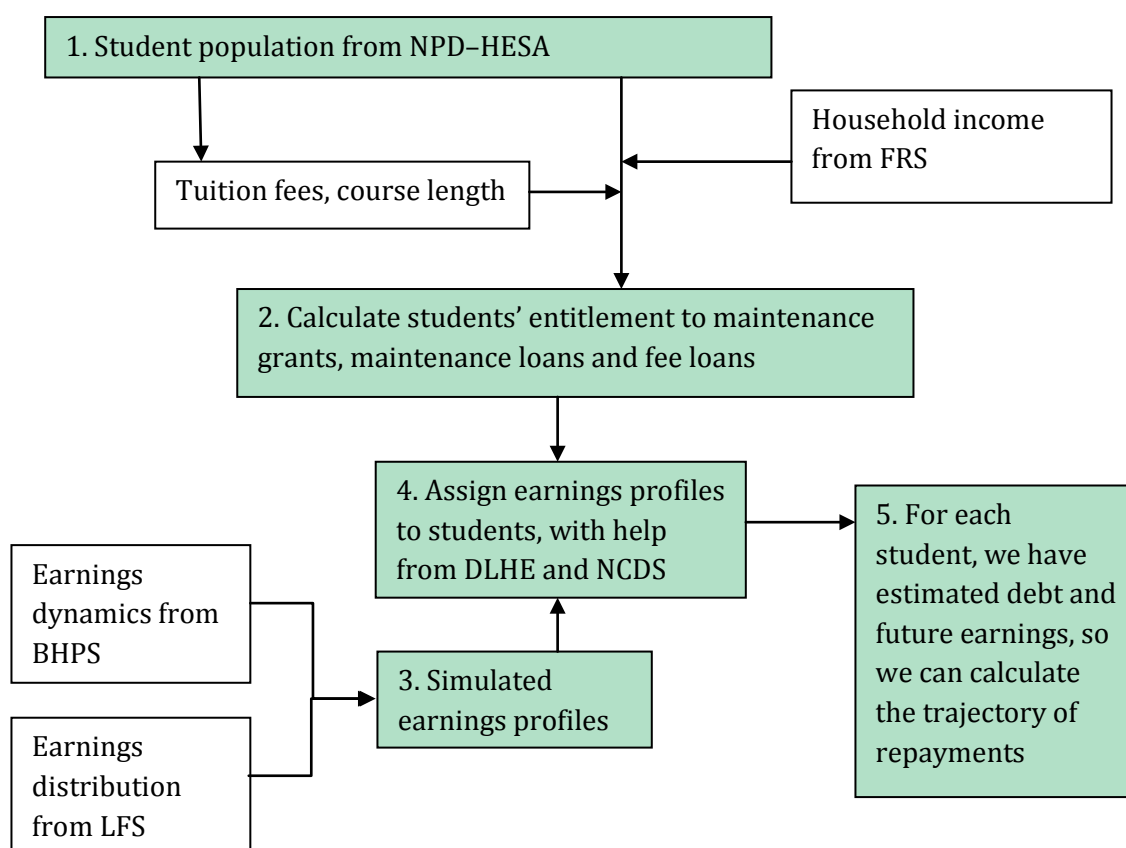 1. Student population from NPD–HESA
Household income
from FRS
Tuition fees, course length
2. Calculate students’ entitlement to maintenance
grants, maintenance loans and fee loans
4. Assign earnings profiles
to students, with help
from DLHE and NCDS
5. For each
student, we have
estimated debt and
future earnings, so
we can calculate
the trajectory of
repayments
Earnings
dynamics from
BHPS
3. Simulated
earnings profiles
Earnings
distribution
from LFS